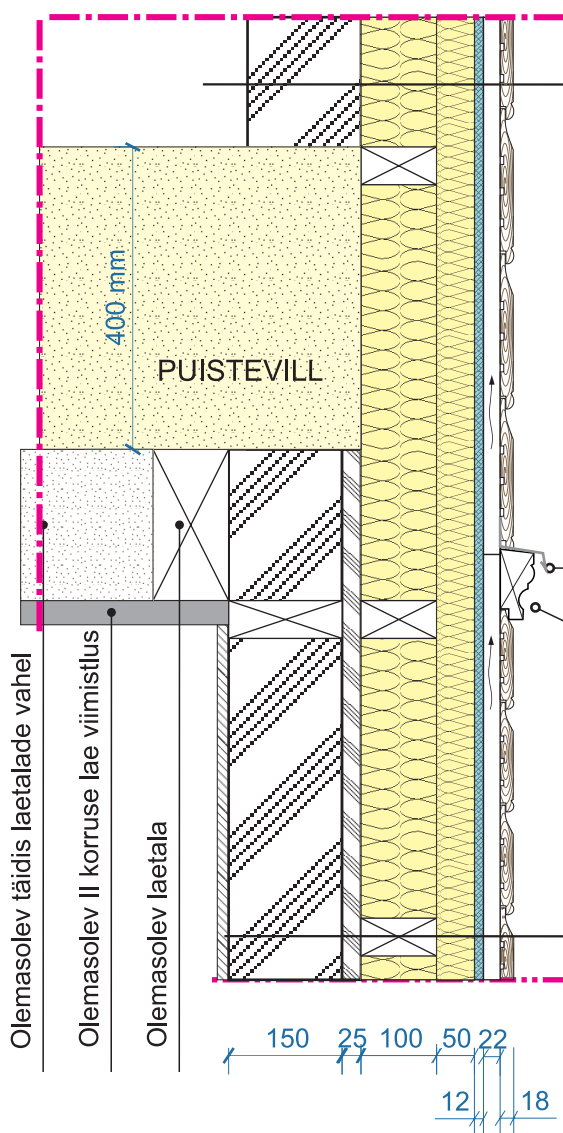 400 mm
PUISTEVILL
Olemasolev täidis laetalade vahel
Olemasolev II korruse lae viimistlus
Olemasolev laetala
150 25 100 50 22
12 18